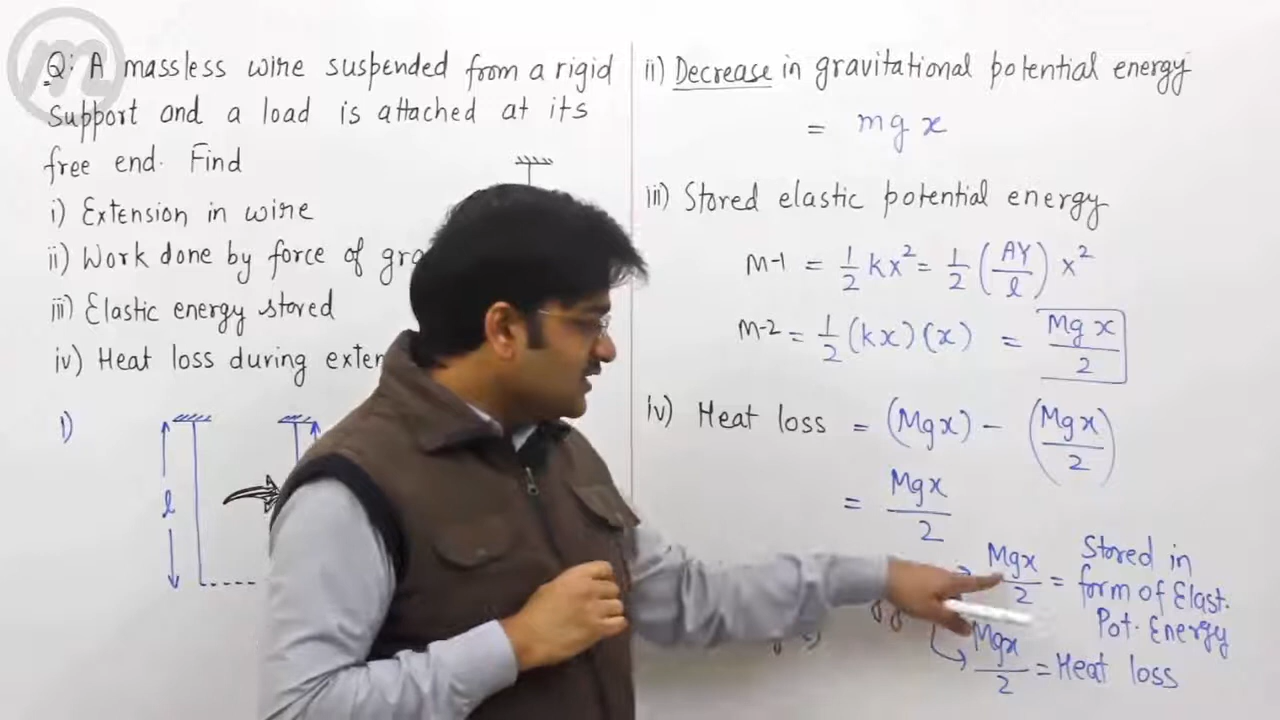 Q: A massless wire suspended from a rigid
support and a load is attached at its
free end. Find
i) Extension in wire
ii) Work done by force of gra
iii) Elastic energy stored
iv) Heat loss during exten
1)
l
ii) Decrease in gravitational potential energy
= mgx
iii) Stored elastic potential energy
M-1 = 1/2 kx² = 1/2 (AY/l) x²
M-2 = 1/2 (kx)(x) = Mgx/2
iv) Heat loss = (Mgx) - (Mgx/2)
= Mgx/2
Mgx/2 = Stored in
form of Elast.
Pot. Energy
Mgx/2 = Heat loss